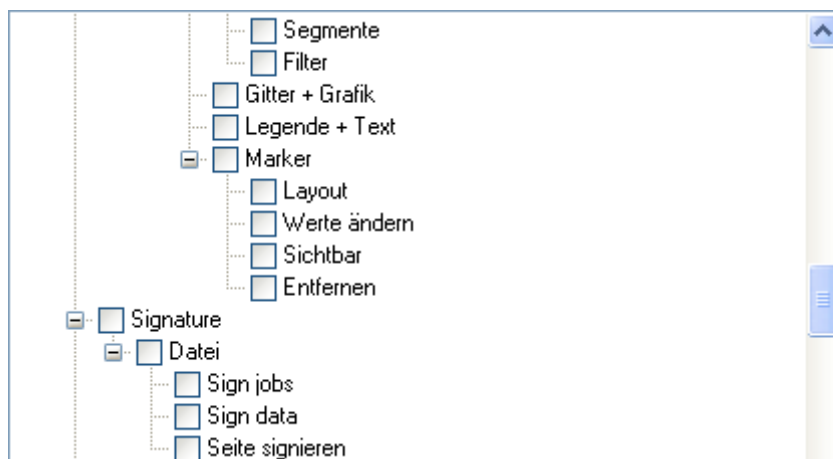 Segmente
Filter
Gitter + Grafik
Legende + Text
Marker
Layout
Werte ändern
Sichtbar
Entfernen
Signature
Datei
Sign jobs
Sign data
Seite signieren